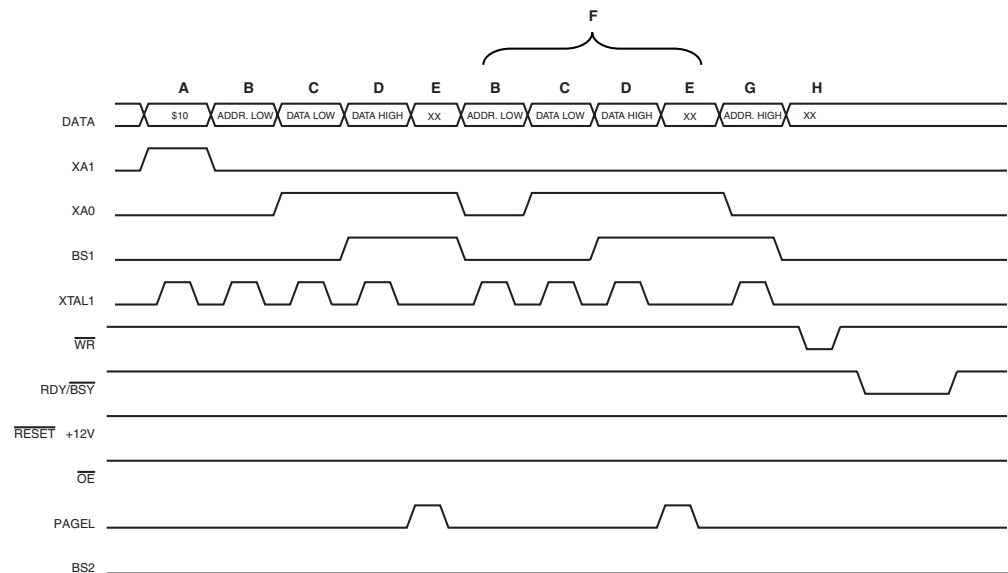 F
A B C D E B C D E G H
DATA $10 ADDR. LOW DATA LOW DATA HIGH XX ADDR. LOW DATA LOW DATA HIGH XX ADDR. HIGH XX
XA1
XA0
BS1
XTAL1
WR
RDY/BSY
RESET +12V
OE
PAGEL
BS2